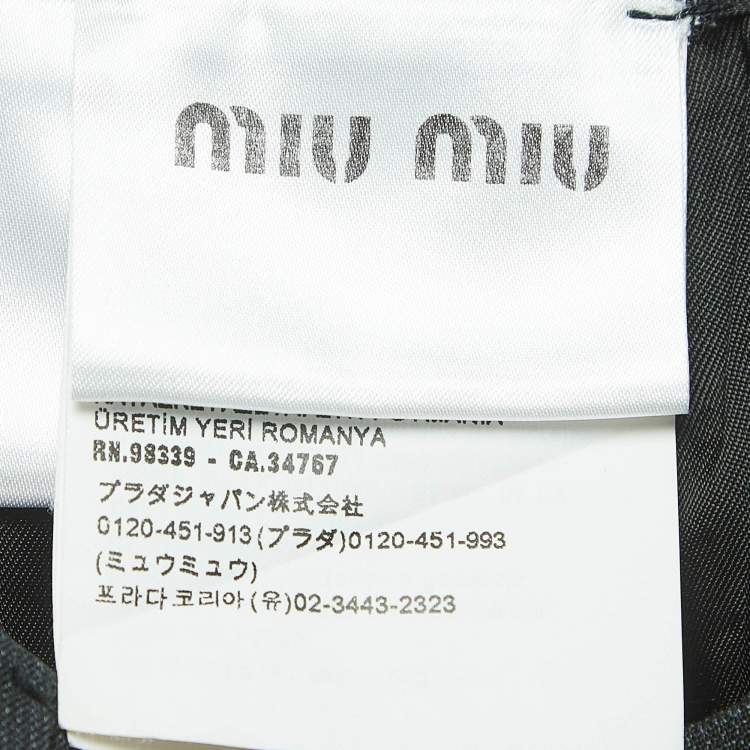 miu miu
ÜRETİM YERİ ROMANYA
RN.98339 - CA.34767
プラダジャパン株式会社
0120-451-913(プラダ)0120-451-993
(ミュウミュウ)
프라다코리아(유)02-3443-2323